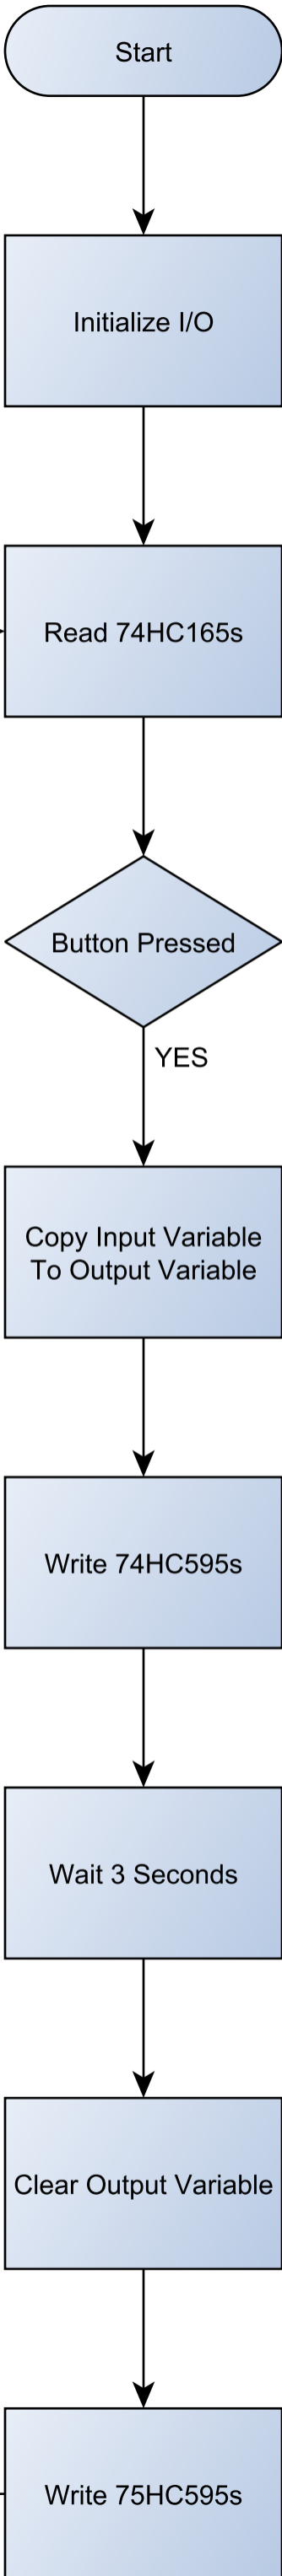 Start
Initialize I/O
Read 74HC165s
Button Pressed
YES
Copy Input Variable
To Output Variable
Write 74HC595s
Wait 3 Seconds
Clear Output Variable
Write 75HC595s